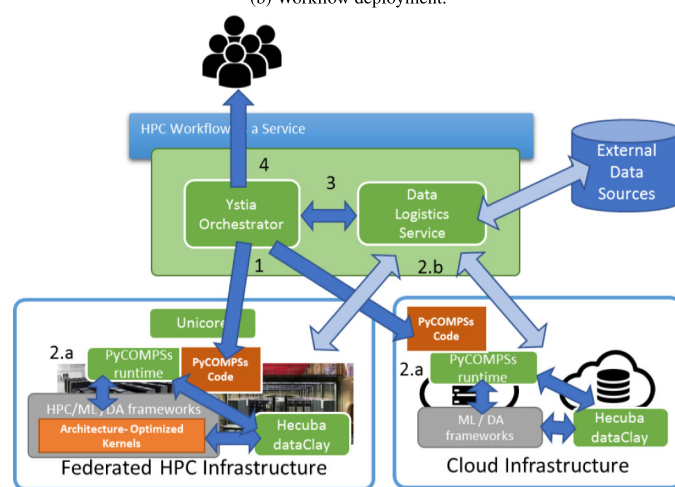 (b) Workflow deployment.
HPC Workflow a Service
4
3
Ystia
Orchestrator
Data
Logistics
Service
External
Data
Sources
1
2.b
Unicore
2.a
PyCOMPSs
runtime
PyCOMPSs
Code
HPC/ML/DA frameworks
Architecture- Optimized
Kernels
Hecuba
dataClay
Federated HPC Infrastructure
PyCOMPSs
Code
2.a
PyCOMPSs
runtime
ML / DA
frameworks
Hecuba
dataClay
Cloud Infrastructure